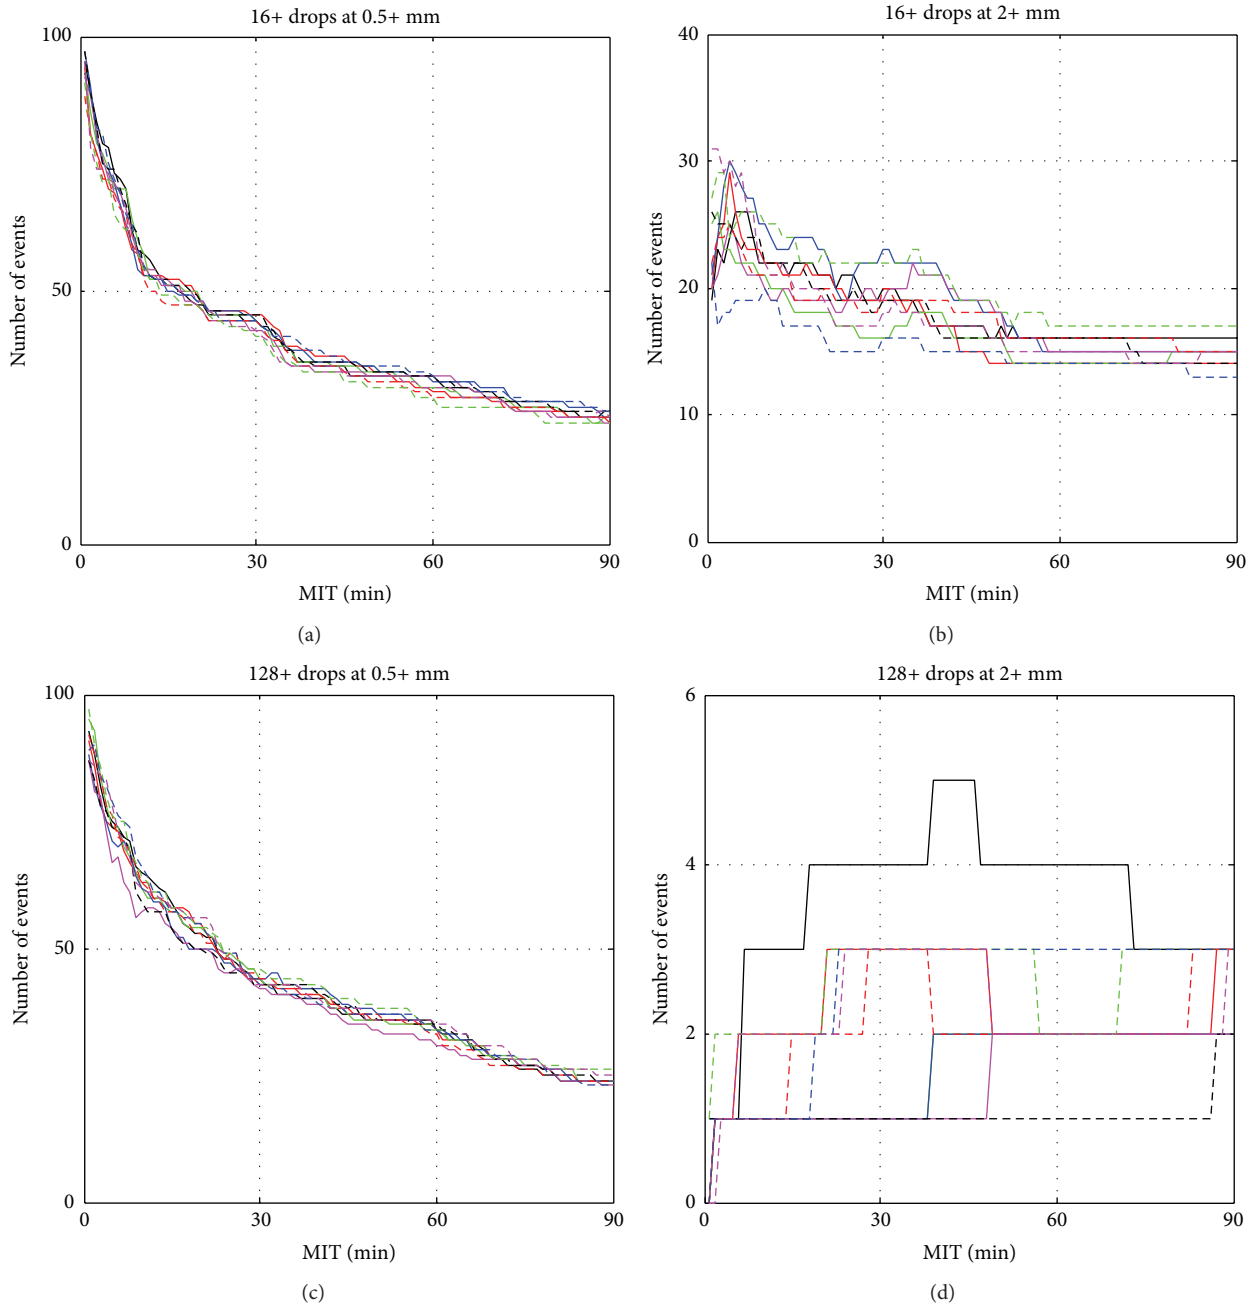 16+ drops at 0.5+ mm
100
50
0
Number of events
0 30 60 90
MIT (min)
(a)
16+ drops at 2+ mm
40
30
20
10
0
Number of events
0 30 60 90
MIT (min)
(b)
128+ drops at 0.5+ mm
100
50
0
Number of events
0 30 60 90
MIT (min)
(c)
128+ drops at 2+ mm
6
4
2
0
Number of events
0 30 60 90
MIT (min)
(d)